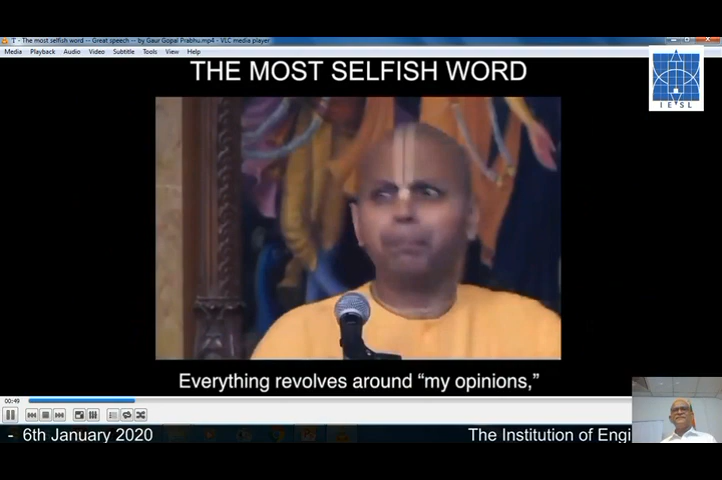 T - The most selfish word -- Great speech -- by Gaur Gopal Prabhu.mp4 - VLC media player
Media Playback Audio Video Subtitle Tools View Help
THE MOST SELFISH WORD
IESL
Everything revolves around “my opinions,”
00:49
- 6th January 2020
The Institution of Engi